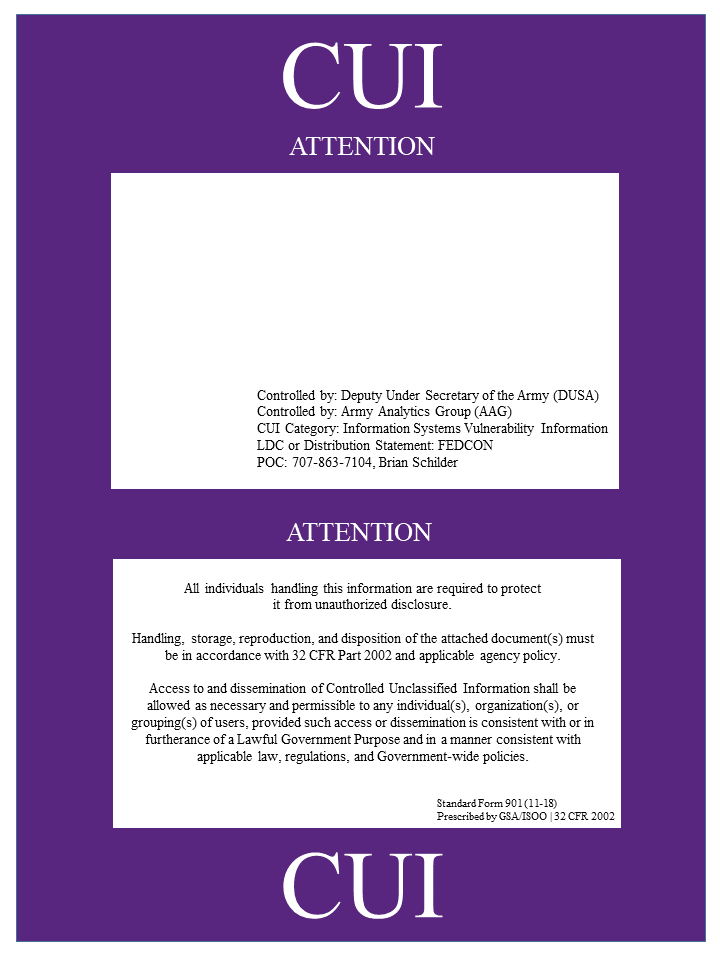 CUI
ATTENTION
Controlled by: Deputy Under Secretary of the Army (DUSA)
Controlled by: Army Analytics Group (AAG)
CUI Category: Information Systems Vulnerability Information
LDC or Distribution Statement: FEDCON
POC: 707-863-7104, Brian Schilder
ATTENTION
All individuals handling this information are required to protect
it from unauthorized disclosure.
Handling, storage, reproduction, and disposition of the attached document(s) must
be in accordance with 32 CFR Part 2002 and applicable agency policy.
Access to and dissemination of Controlled Unclassified Information shall be
allowed as necessary and permissible to any individual(s), organization(s), or
grouping(s) of users, provided such access or dissemination is consistent with or in
furtherance of a Lawful Government Purpose and in a manner consistent with
applicable law, regulations, and Government-wide policies.
Standard Form 901 (11-18)
Prescribed by GSA/ISOO | 32 CFR 2002
CUI